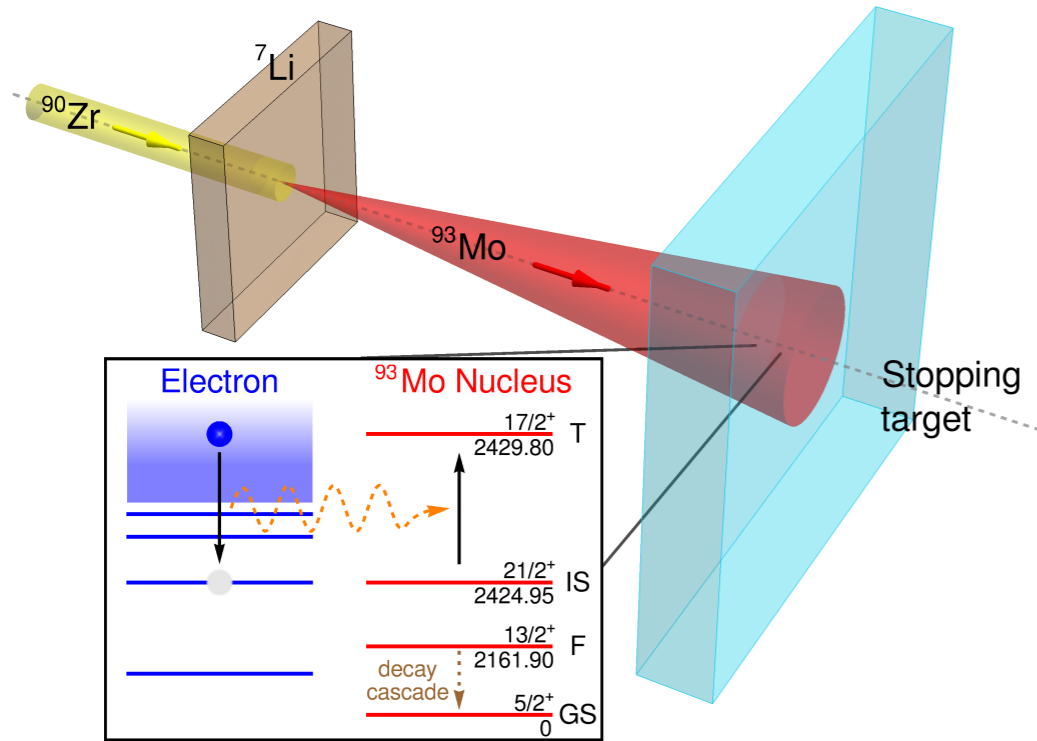 ⁷Li
⁹⁰Zr
⁹³Mo
Stopping
target
Electron
⁹³Mo Nucleus
17/2⁺
T
2429.80
21/2⁺
IS
2424.95
13/2⁺
F
2161.90
decay
cascade
5/2⁺
GS
0